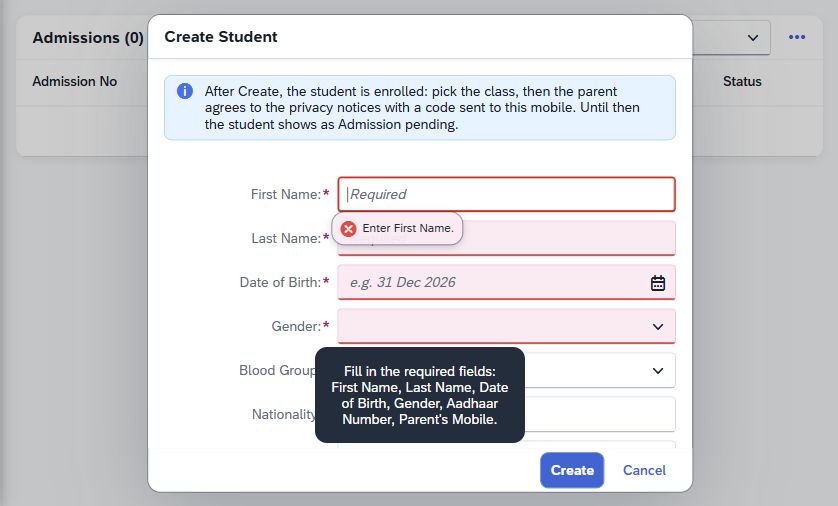 Admissions (0)
Create Student
Admission No
Status
After Create, the student is enrolled: pick the class, then the parent
agrees to the privacy notices with a code sent to this mobile. Until then
the student shows as Admission pending.
First Name:*
Required
Enter First Name.
Last Name:*
Date of Birth:*
e.g. 31 Dec 2026
Gender:*
Blood Group
Nationality
Fill in the required fields:
First Name, Last Name, Date
of Birth, Gender, Aadhaar
Number, Parent's Mobile.
Create
Cancel